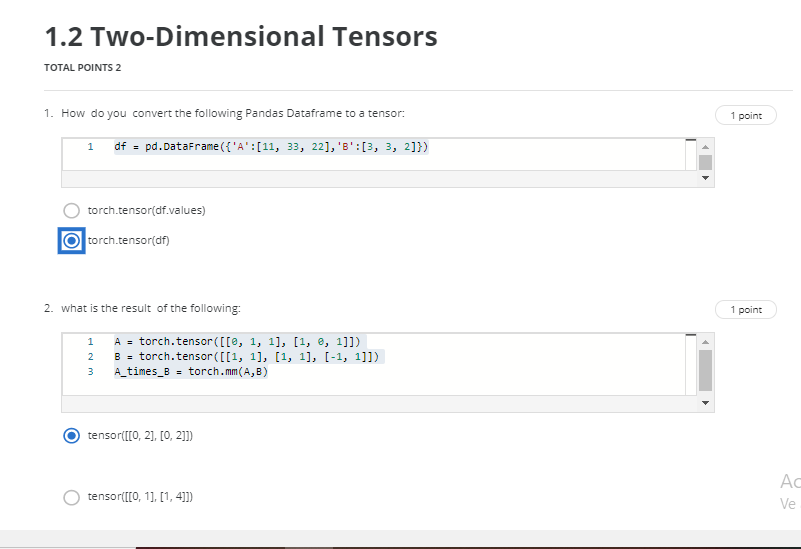 1.2 Two-Dimensional Tensors
TOTAL POINTS 2
1. How do you convert the following Pandas Dataframe to a tensor:
1 point
1 df = pd.DataFrame({'A':[11, 33, 22],'B':[3, 3, 2]})
torch.tensor(df.values)
torch.tensor(df)
2. what is the result of the following:
1 point
1 A = torch.tensor([[0, 1, 1], [1, 0, 1]])
2 B = torch.tensor([[1, 1], [1, 1], [-1, 1]])
3 A_times_B = torch.mm(A,B)
tensor([[0, 2], [0, 2]])
Ac
Ve
tensor([[0, 1], [1, 4]])